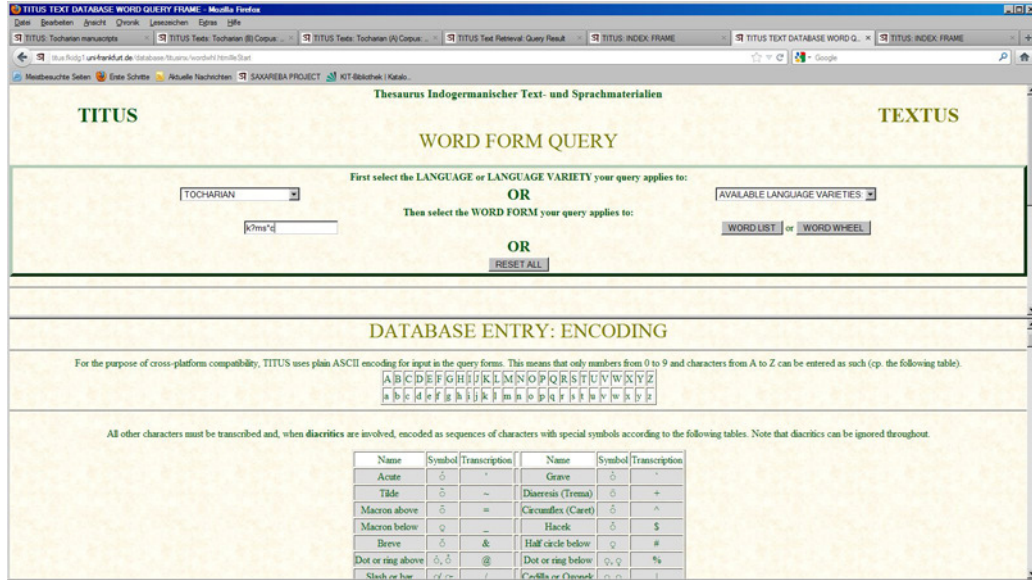 TITUS TEXT DATABASE WORD QUERY FRAME - Mozilla Firefox
Datei Bearbeiten Ansicht Chronik Lesezeichen Extras Hilfe
TITUS: Tocharian manuscripts × TITUS Texts: Tocharian (B) Corpus: ... × TITUS Texts: Tocharian (A) Corpus: ... × TITUS Text Retrieval: Query Result × TITUS: INDEX: FRAME × TITUS TEXT DATABASE WORD Q... × TITUS: INDEX: FRAME × +
Google
Meistbesuchte Seiten Erste Schritte Aktuelle Nachrichten SAXAREBA PROJECT KIT-Bibliothek | Katalo...
Thesaurus Indogermanischer Text- und Sprachmaterialien
TITUS TEXTUS
WORD FORM QUERY
First select the LANGUAGE or LANGUAGE VARIETY your query applies to:
TOCHARIAN OR AVAILABLE LANGUAGE VARIETIES
Then select the WORD FORM your query applies to:
WORD LIST or WORD WHEEL
OR
RESET ALL
DATABASE ENTRY: ENCODING
For the purpose of cross-platform compatibility, TITUS uses plain ASCII encoding for input in the query forms. This means that only numbers from 0 to 9 and characters from A to Z can be entered as such (cp. the following table).
A B C D E F G H I J K L M N O P Q R S T U V W X Y Z
a b c d e f g h i j k l m n o p q r s t u v w x y z
All other characters must be transcribed and, when diacritics are involved, encoded as sequences of characters with special symbols according to the following tables. Note that diacritics can be ignored throughout.
Name Symbol Transcription Name Symbol Transcription
Acute Grave
Tilde õ ~ Diaeresis (Trema) ö +
Macron above ō = Circumflex (Caret) ô ^
Macron below _ Hacek $
Breve & Half circle below #
Dot or ring above @ Dot or ring below %
Slash or bar / Cedilla or Ogonek